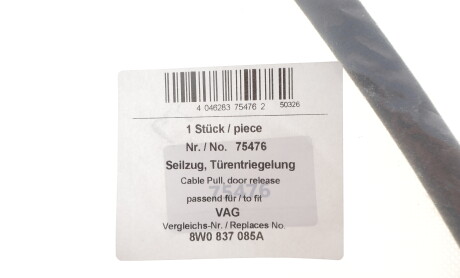 4 046283 75476 2 50326
1 Stück / piece
Nr. / No. 75476
Seilzug, Türentriegelung
Cable Pull, door release
75476
passend für / to fit
VAG
Vergleichs-Nr. / Replaces No.
8W0 837 085A